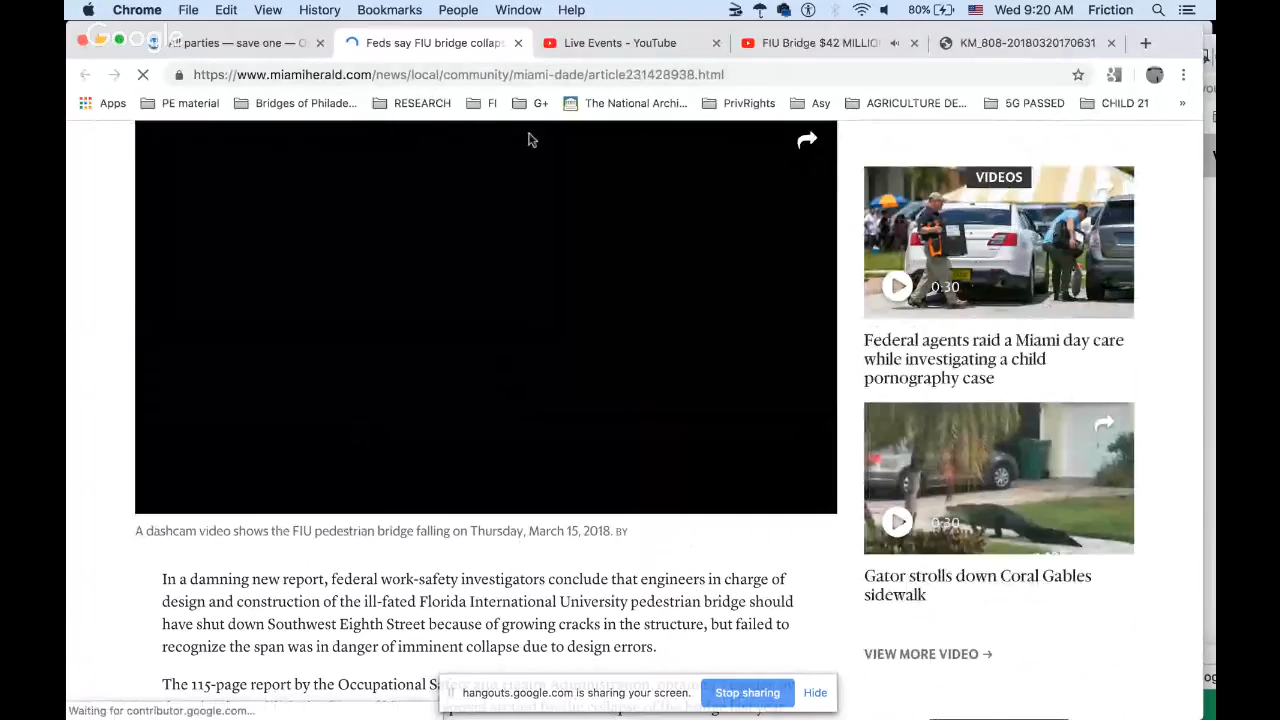 Chrome File Edit View History Bookmarks People Window Help 80% Wed 9:20 AM Friction
Google
All parties — save one — O
Feds say FIU bridge collaps
Live Events - YouTube
FIU Bridge $42 MILLIO
KM_808-20180320170631
https://www.miamiherald.com/news/local/community/miami-dade/article231428938.html
Apps PE material Bridges of Philade... RESEARCH FI G+ The National Archi... PrivRights Asy AGRICULTURE DE... 5G PASSED CHILD 21 »
VIDEOS
0:30
Federal agents raid a Miami day care
while investigating a child
pornography case
0:30
Gator strolls down Coral Gables
sidewalk
VIEW MORE VIDEO →
A dashcam video shows the FIU pedestrian bridge falling on Thursday, March 15, 2018. BY
In a damning new report, federal work-safety investigators conclude that engineers in charge of
design and construction of the ill-fated Florida International University pedestrian bridge should
have shut down Southwest Eighth Street because of growing cracks in the structure, but failed to
recognize the span was in danger of imminent collapse due to design errors.
The 115-page report by the Occupational
hangouts.google.com is sharing your screen. Stop sharing Hide
Waiting for contributor.google.com...